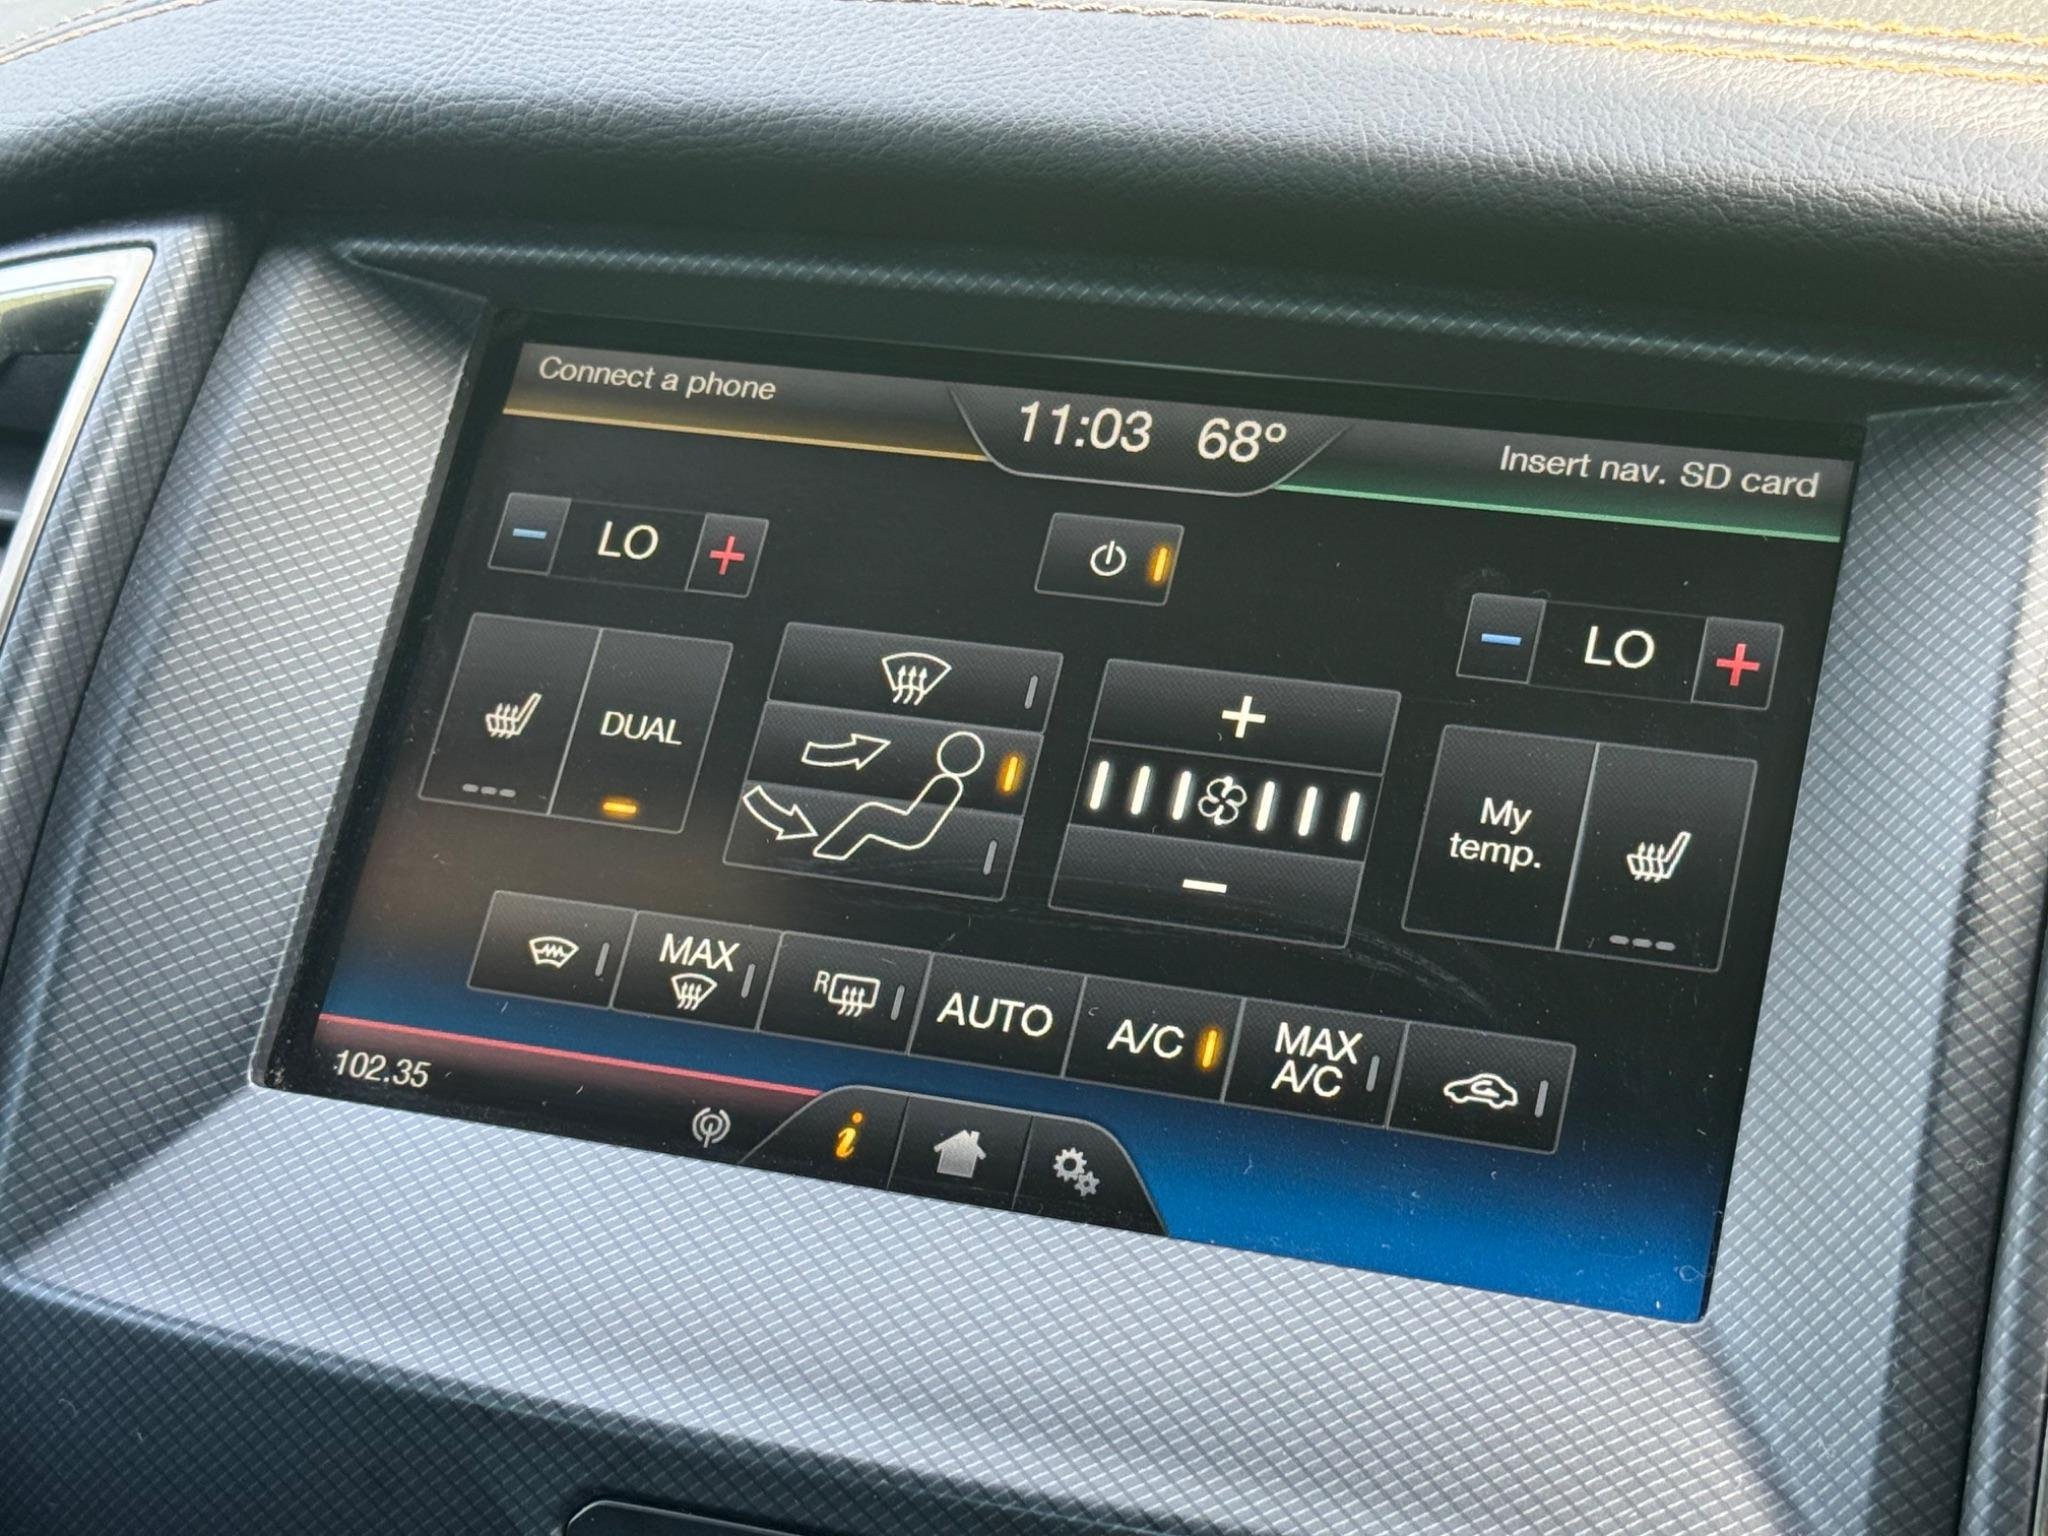 Connect a phone
11:03 68°
Insert nav. SD card
LO
LO
DUAL
My
temp.
MAX
R
AUTO
A/C
MAX
A/C
102.35
i